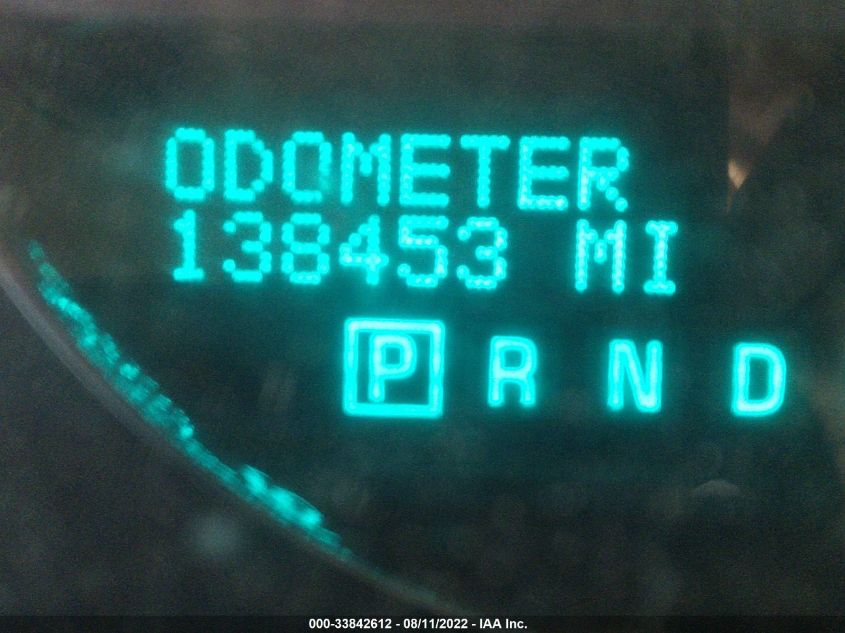 ODOMETER
138453 MI
P R N D
000-33842612 - 08/11/2022 - IAA Inc.